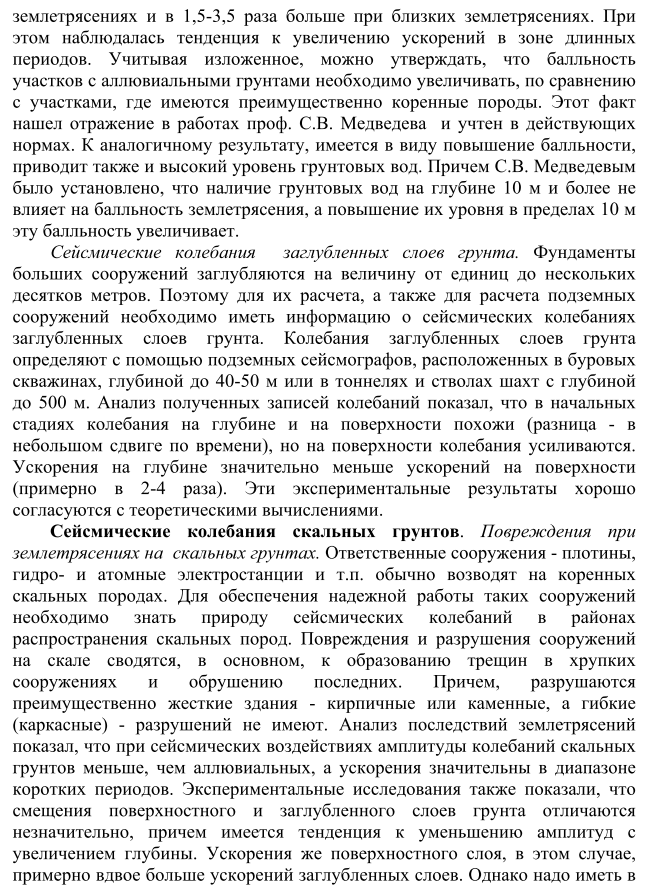 землетрясениях и в 1,5-3,5 раза больше при близких землетрясениях. При
этом наблюдалась тенденция к увеличению ускорений в зоне длинных
периодов. Учитывая изложенное, можно утверждать, что балльность
участков с аллювиальными грунтами необходимо увеличивать, по сравнению
с участками, где имеются преимущественно коренные породы. Этот факт
нашел отражение в работах проф. С.В. Медведева и учтен в действующих
нормах. К аналогичному результату, имеется в виду повышение балльности,
приводит также и высокий уровень грунтовых вод. Причем С.В. Медведевым
было установлено, что наличие грунтовых вод на глубине 10 м и более не
влияет на балльность землетрясения, а повышение их уровня в пределах 10 м
эту балльность увеличивает.
Сейсмические колебания заглубленных слоев грунта. Фундаменты
больших сооружений заглубляются на величину от единиц до нескольких
десятков метров. Поэтому для их расчета, а также для расчета подземных
сооружений необходимо иметь информацию о сейсмических колебаниях
заглубленных слоев грунта. Колебания заглубленных слоев грунта
определяют с помощью подземных сейсмографов, расположенных в буровых
скважинах, глубиной до 40-50 м или в тоннелях и стволах шахт с глубиной
до 500 м. Анализ полученных записей колебаний показал, что в начальных
стадиях колебания на глубине и на поверхности похожи (разница - в
небольшом сдвиге по времени), но на поверхности колебания усиливаются.
Ускорения на глубине значительно меньше ускорений на поверхности
(примерно в 2-4 раза). Эти экспериментальные результаты хорошо
согласуются с теоретическими вычислениями.
Сейсмические колебания скальных грунтов. Повреждения при
землетрясениях на скальных грунтах. Ответственные сооружения - плотины,
гидро- и атомные электростанции и т.п. обычно возводят на коренных
скальных породах. Для обеспечения надежной работы таких сооружений
необходимо знать природу сейсмических колебаний в районах
распространения скальных пород. Повреждения и разрушения сооружений
на скале сводятся, в основном, к образованию трещин в хрупких
сооружениях и обрушению последних. Причем, разрушаются
преимущественно жесткие здания - кирпичные или каменные, а гибкие
(каркасные) - разрушений не имеют. Анализ последствий землетрясений
показал, что при сейсмических воздействиях амплитуды колебаний скальных
грунтов меньше, чем аллювиальных, а ускорения значительны в диапазоне
коротких периодов. Экспериментальные исследования также показали, что
смещения поверхностного и заглубленного слоев грунта отличаются
незначительно, причем имеется тенденция к уменьшению амплитуд с
увеличением глубины. Ускорения же поверхностного слоя, в этом случае,
примерно вдвое больше ускорений заглубленных слоев. Однако надо иметь в